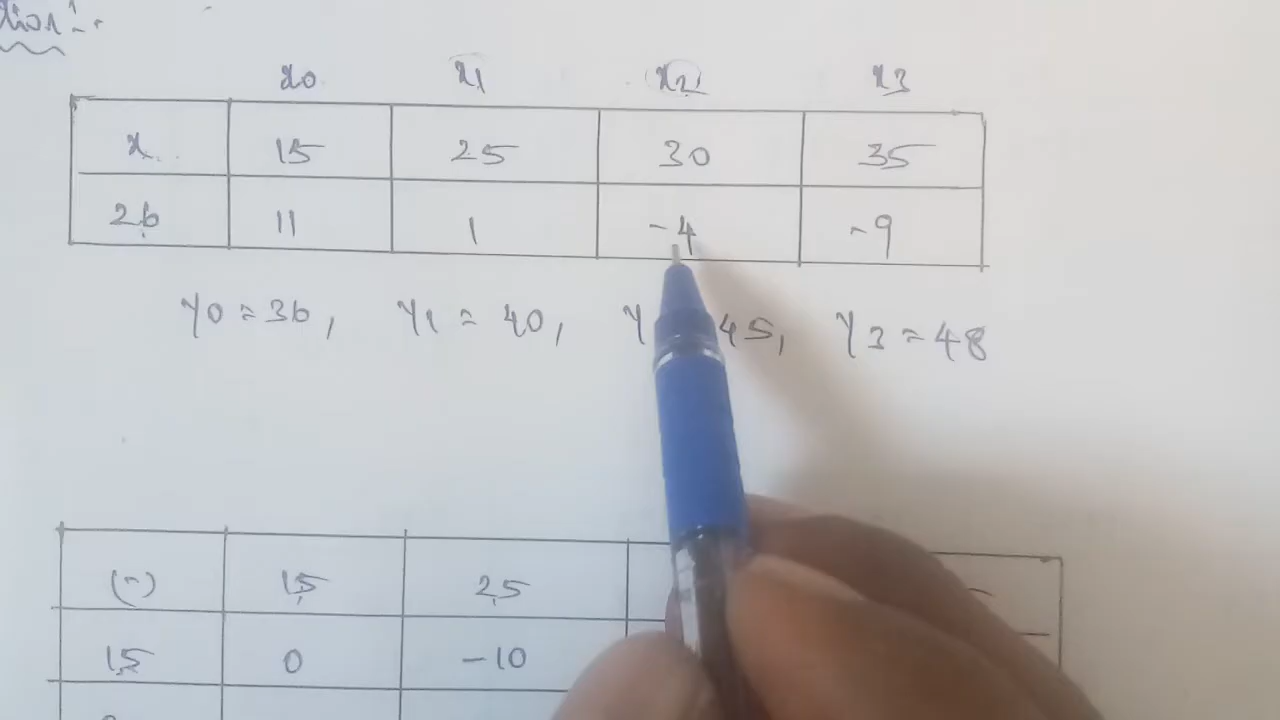 x0 x1 x2 x3
x 15 25 30 35
26 11 1 -4 -9
Y0 = 36, Y1 = 40, Y 45, Y3 = 48
(-) 15 25
15 0 -10